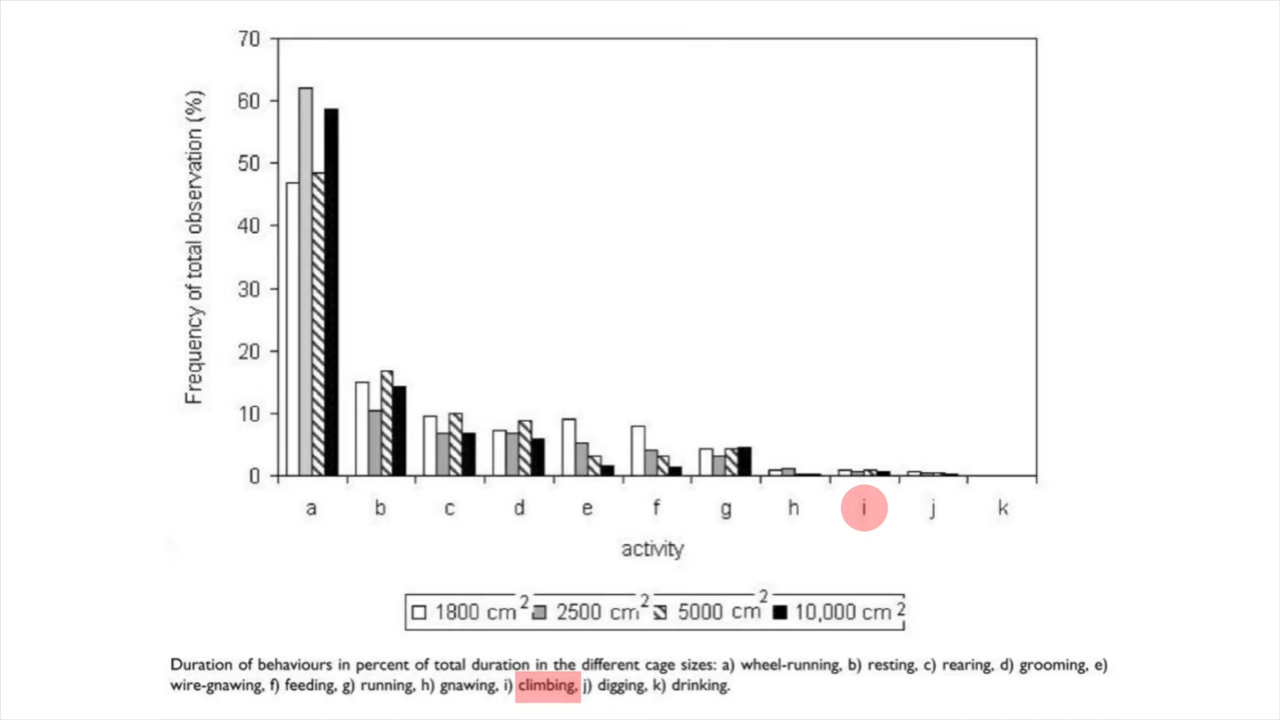 70
60
50
40
30
20
10
0
Frequency of total observation (%)
a b c d e f g h i j k
activity
1800 cm² 2500 cm² 5000 cm² 10,000 cm²
Duration of behaviours in percent of total duration in the different cage sizes: a) wheel-running, b) resting, c) rearing, d) grooming, e)
wire-gnawing, f) feeding, g) running, h) gnawing, i) climbing, j) digging, k) drinking.